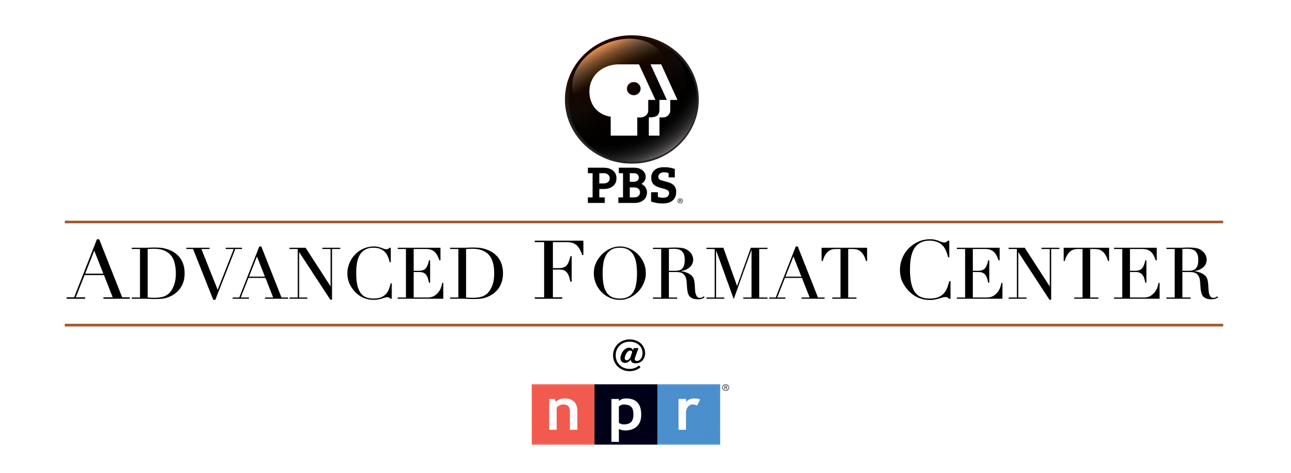 PBS®
ADVANCED FORMAT CENTER
@
npr®